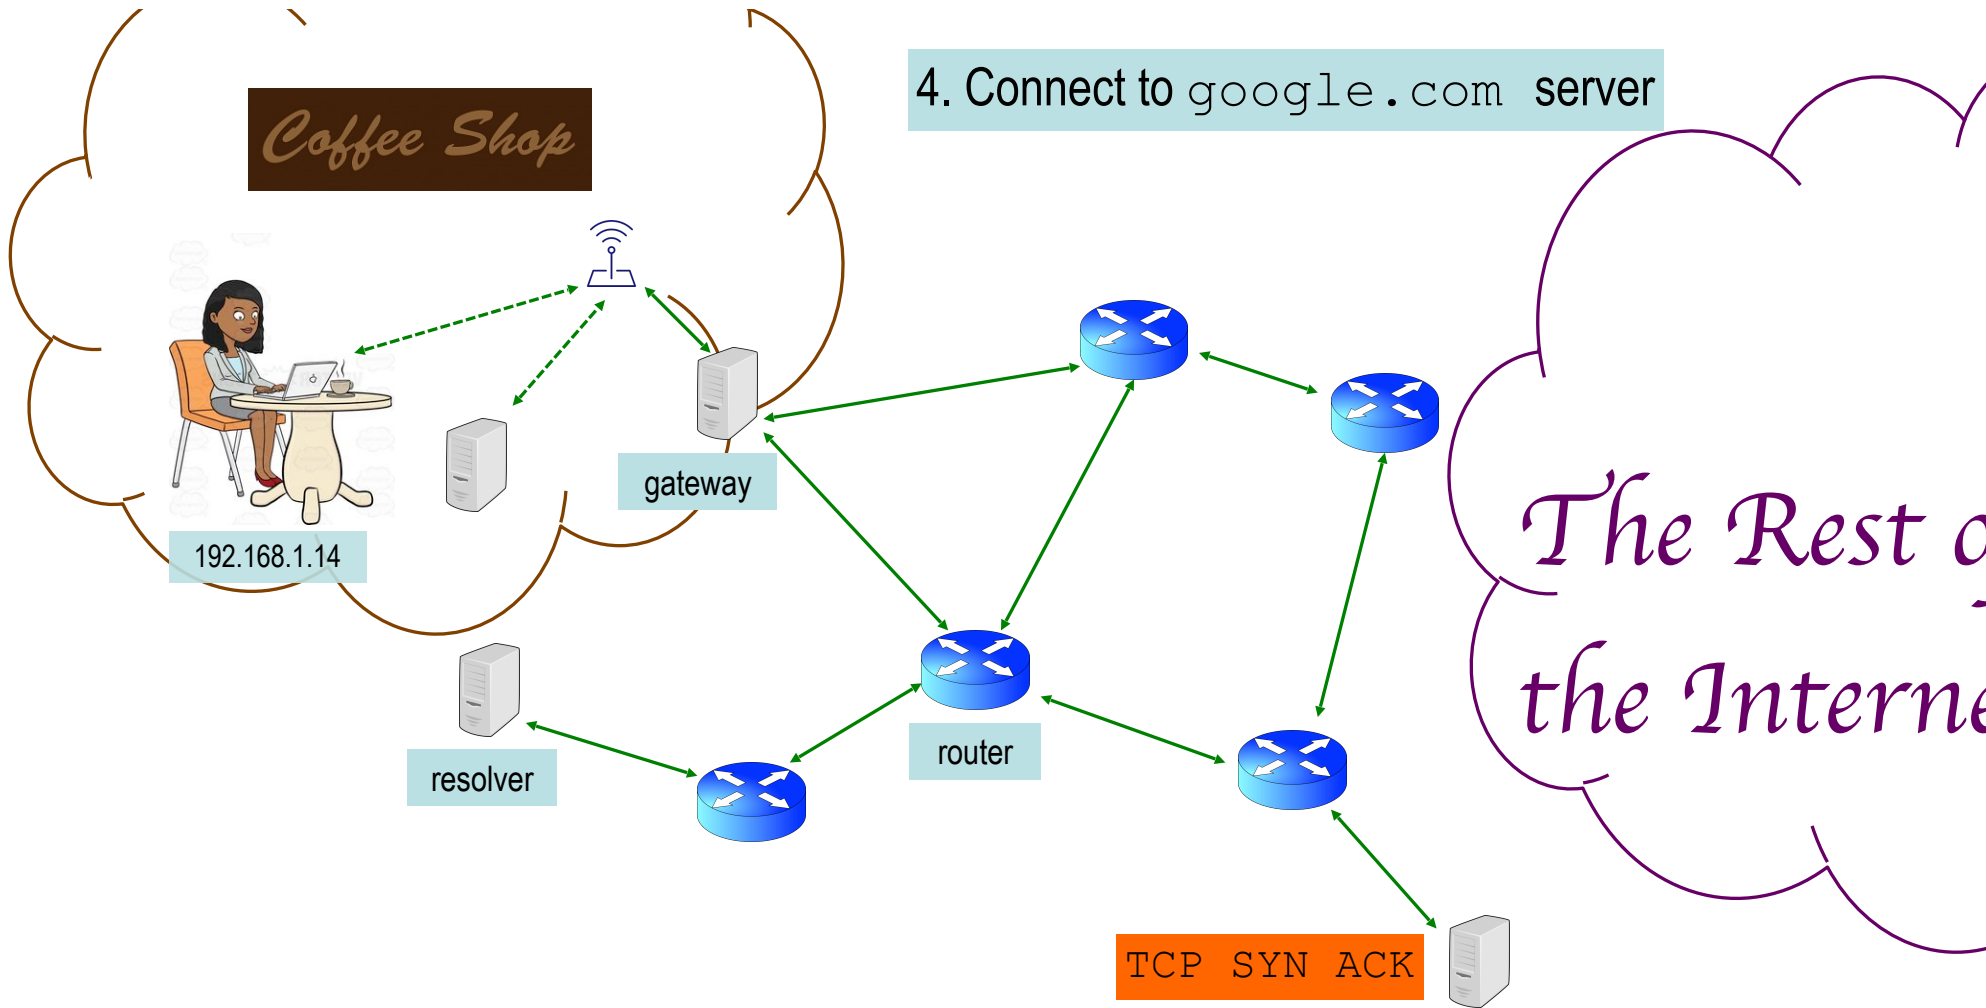 4. Connect to google.com server
Coffee Shop
gateway
192.168.1.14
The Rest
the
router
resolver
TCP SYN ACK